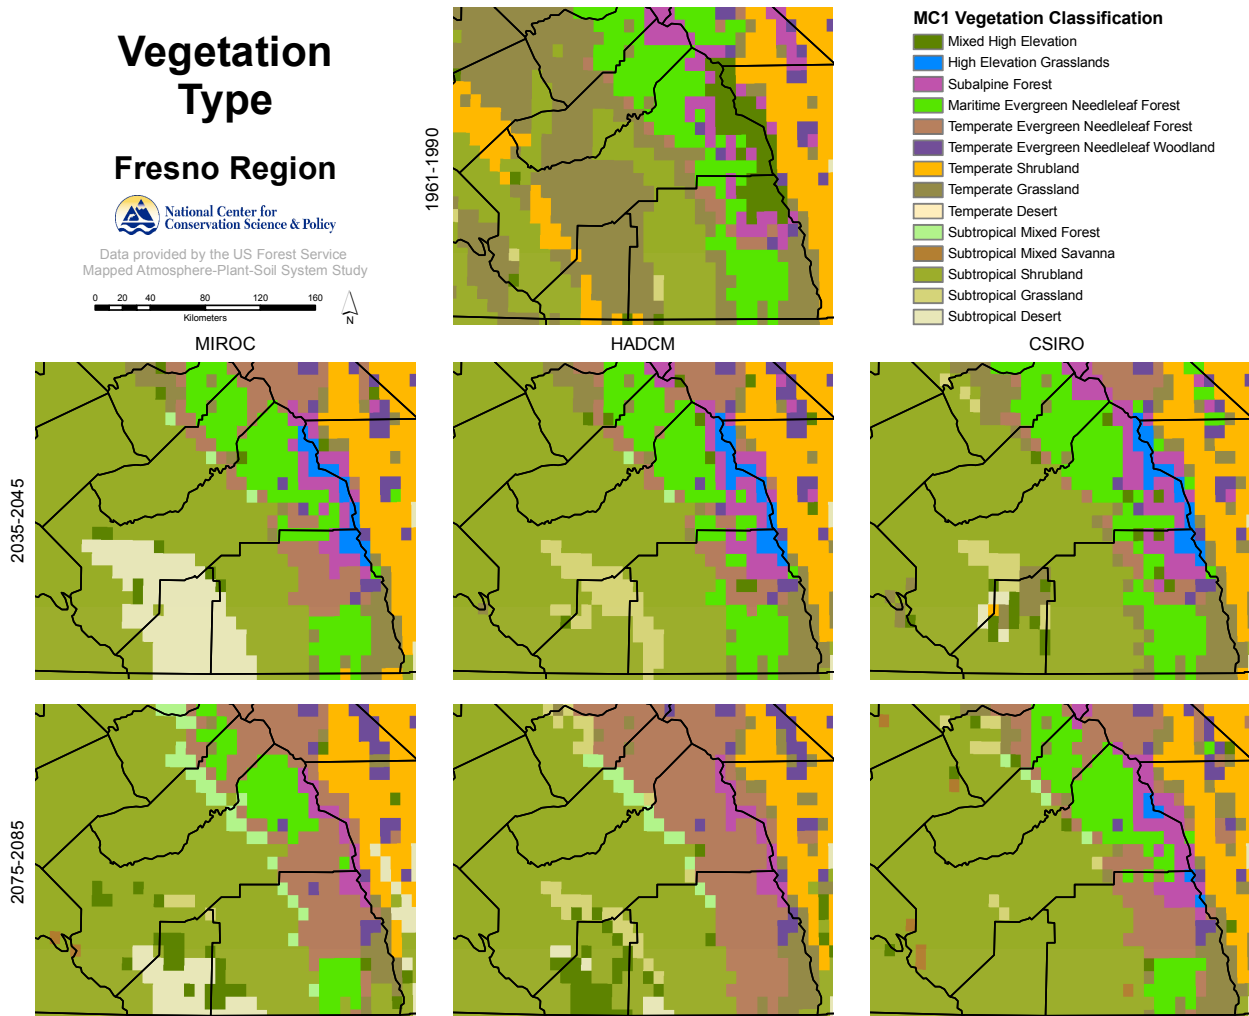 Vegetation
Type
Fresno Region
National Center for
Conservation Science & Policy
Data provided by the US Forest Service
Mapped Atmosphere-Plant-Soil System Study
0 20 40 80 120 160
Kilometers
N
1961-1990
MC1 Vegetation Classification
Mixed High Elevation
High Elevation Grasslands
Subalpine Forest
Maritime Evergreen Needleleaf Forest
Temperate Evergreen Needleleaf Forest
Temperate Evergreen Needleleaf Woodland
Temperate Shrubland
Temperate Grassland
Temperate Desert
Subtropical Mixed Forest
Subtropical Mixed Savanna
Subtropical Shrubland
Subtropical Grassland
Subtropical Desert
MIROC
HADCM
CSIRO
2035-2045
2075-2085